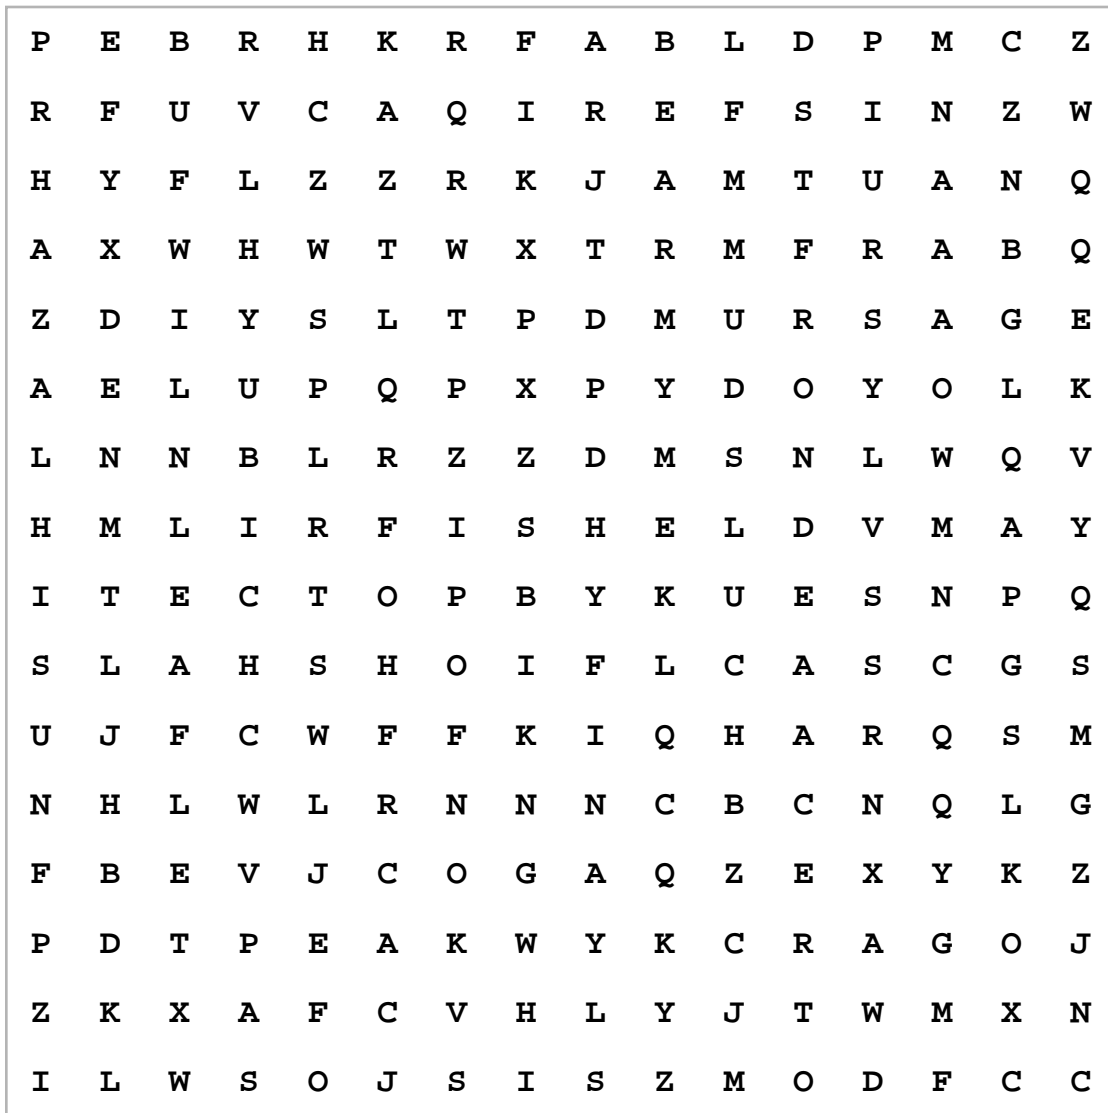 P E B R H K R F A B L D P M C Z
R F U V C A Q I R E F S I N Z W
H Y F L Z Z R K J A M T U A N Q
A X W H W T W X T R M F R A B Q
Z D I Y S L T P D M U R S A G E
A E L U P Q P X P Y D O Y O L K
L N N B L R Z Z D M S N L W Q V
H M L I R F I S H E L D V M A Y
I T E C T O P B Y K U E S N P Q
S L A H S H O I F L C A S C G S
U J F C W F F K I Q H A R Q S M
N H L W L R N N N C B C N Q L G
F B E V J C O G A Q Z E X Y K Z
P D T P E A K W Y K C R A G O J
Z K X A F C V H L Y J T W M X N
I L W S O J S I S Z M O D F C C